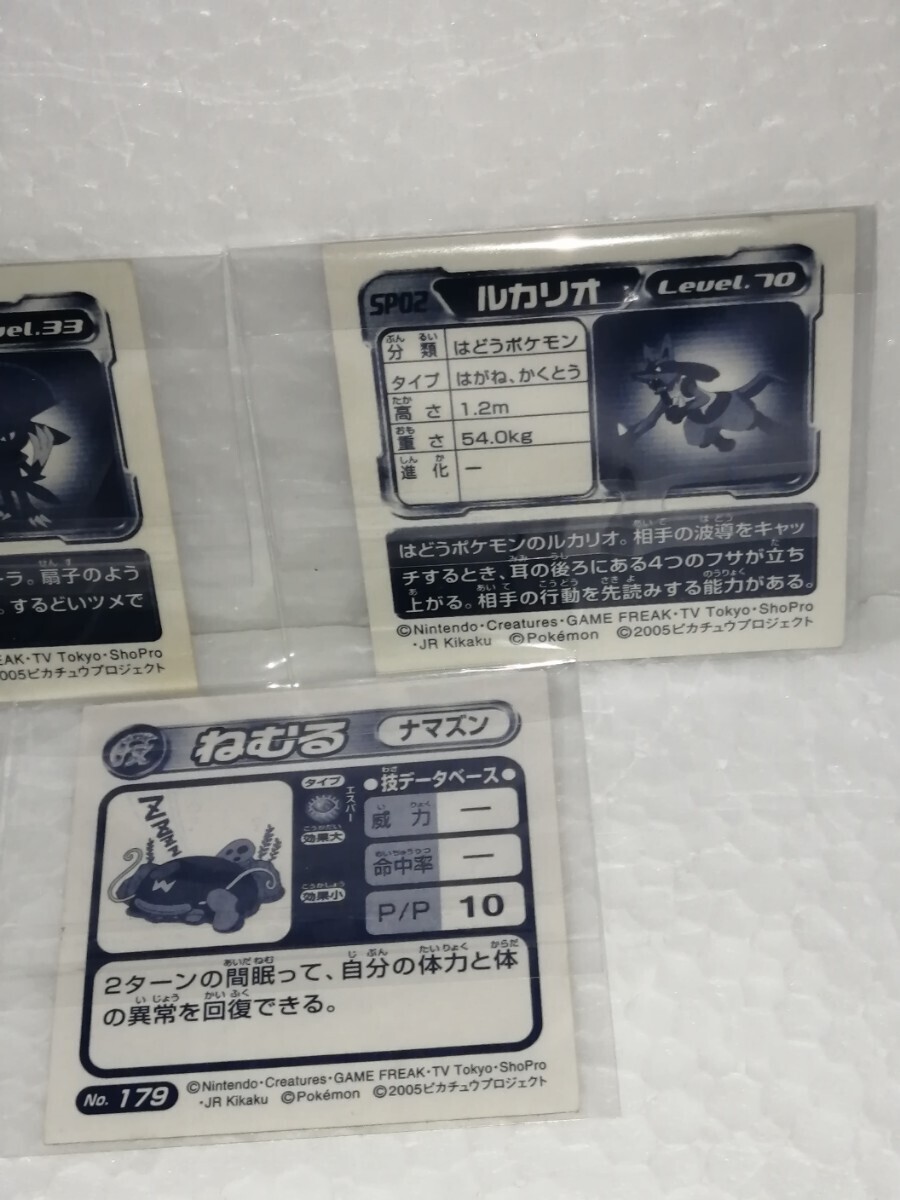 vel.33
ラ。扇子のよう
。するどいツメで
EAK・TV Tokyo・ShoPro
005ピカチュウプロジェクト
SP02 ルカリオ Level.70
分類 はどうポケモン
タイプ はがね、かくとう
高さ 1.2m
重さ 54.0kg
進化 ー
はどうポケモンのルカリオ。相手の波導をキャッ
チするとき、耳の後ろにある4つのフサが立ち
上がる。相手の行動を先読みする能力がある。
©Nintendo・Creatures・GAME FREAK・TV Tokyo・ShoPro
・JR Kikaku ©Pokémon ©2005ピカチュウプロジェクト
技 ねむる ナマズン
タイプ エスパー
効果大
効果小
●技データベース●
威力 ー
命中率 ー
P/P 10
2ターンの間眠って、自分の体力と体
の異常を回復できる。
No. 179
©Nintendo・Creatures・GAME FREAK・TV Tokyo・ShoPro
・JR Kikaku ©Pokémon ©2005ピカチュウプロジェクト